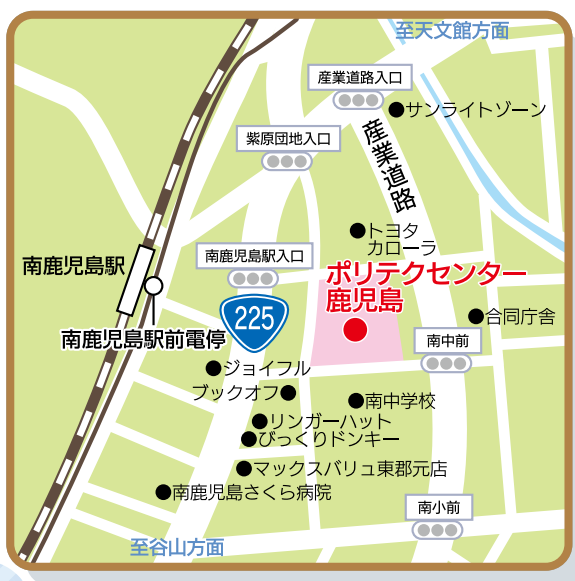 至天文館方面
産業道路入口
サンライトゾーン
紫原団地入口
産業道路
トヨタ
カローラ
南鹿児島駅
南鹿児島駅入口
ポリテクセンター
鹿児島
225
合同庁舎
南鹿児島駅前電停
南中前
ジョイフル
ブックオフ
南中学校
リンガーハット
びっくりドンキー
マックスバリュ東郡元店
南鹿児島さくら病院
南小前
至谷山方面